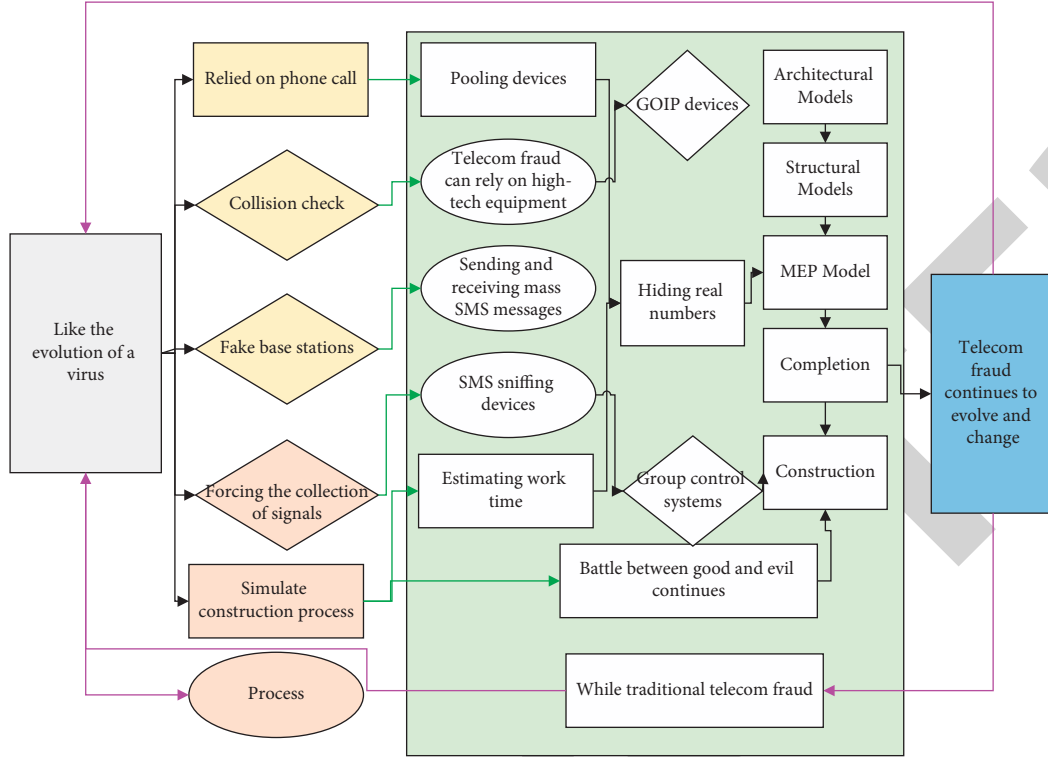 Like the
evolution of a
virus
Relied on phone call
Collision check
Fake base stations
Forcing the collection
of signals
Simulate
construction process
Process
Pooling devices
Telecom fraud
can rely on high-
tech equipment
Sending and
receiving mass
SMS messages
SMS sniffing
devices
Estimating work
time
GOIP devices
Hiding real
numbers
Group control
systems
Battle between good and evil
continues
While traditional telecom fraud
Architectural
Models
Structural
Models
MEP Model
Completion
Construction
Telecom
fraud
continues to
evolve and
change